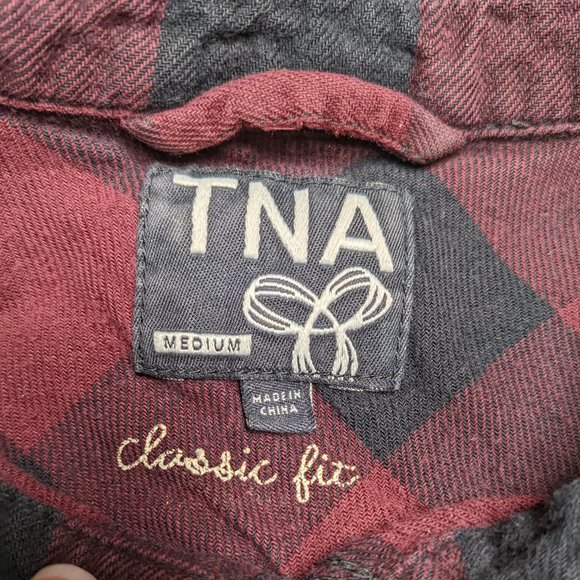 TNA
MEDIUM
MADE IN
CHINA
classic fit